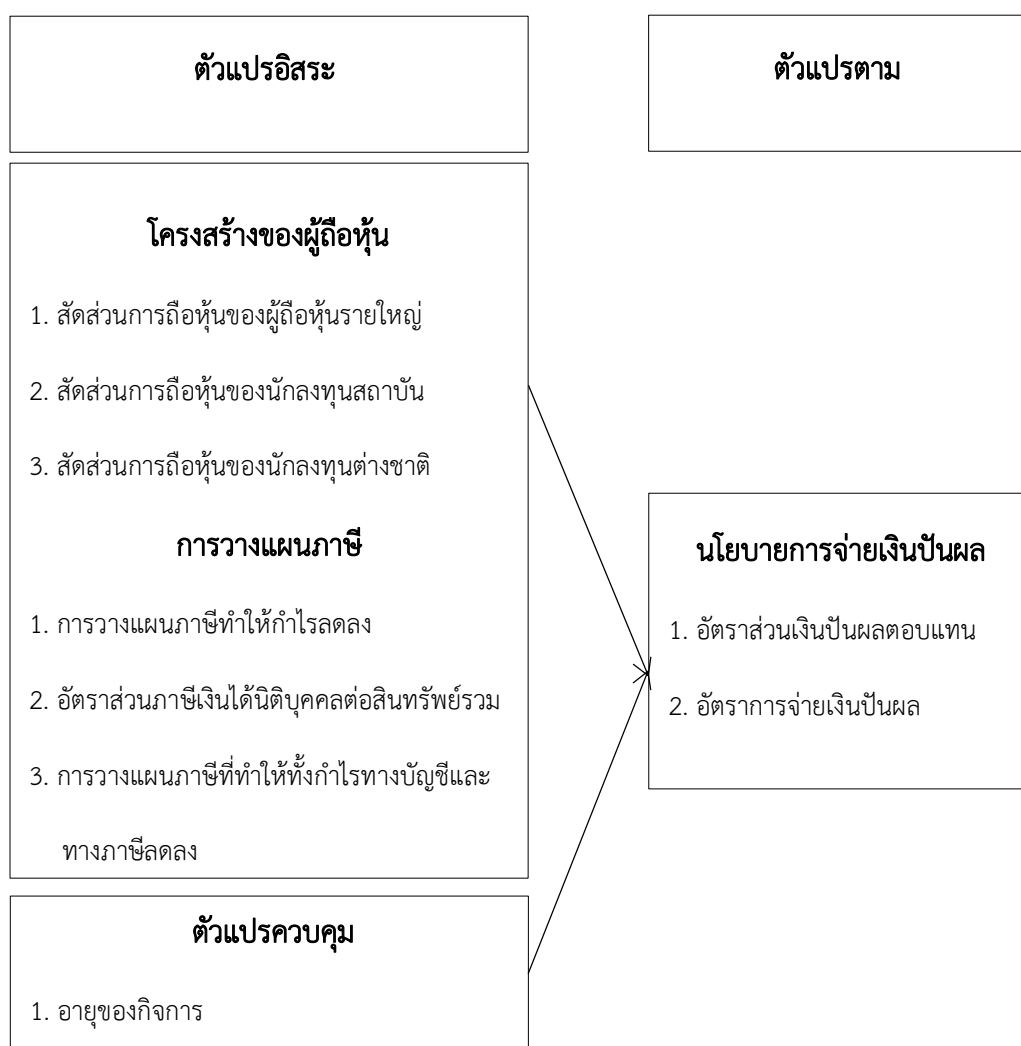 ตัวแปรอิสระ
ตัวแปรตาม
โครงสร้างของผู้ถือหุ้น
1. สัดส่วนการถือหุ้นของผู้ถือหุ้นรายใหญ่
2. สัดส่วนการถือหุ้นของนักลงทุนสถาบัน
3. สัดส่วนการถือหุ้นของนักลงทุนต่างชาติ
การวางแผนภาษี
1. การวางแผนภาษีทำให้กำไรลดลง
2. อัตราส่วนภาษีเงินได้นิติบุคคลต่อสินทรัพย์รวม
3. การวางแผนภาษีที่ทำให้ทั้งกำไรทางบัญชีและ
ทางภาษีลดลง
นโยบายการจ่ายเงินปันผล
1. อัตราส่วนเงินปันผลตอบแทน
2. อัตราการจ่ายเงินปันผล
ตัวแปรควบคุม
1. อายุของกิจการ